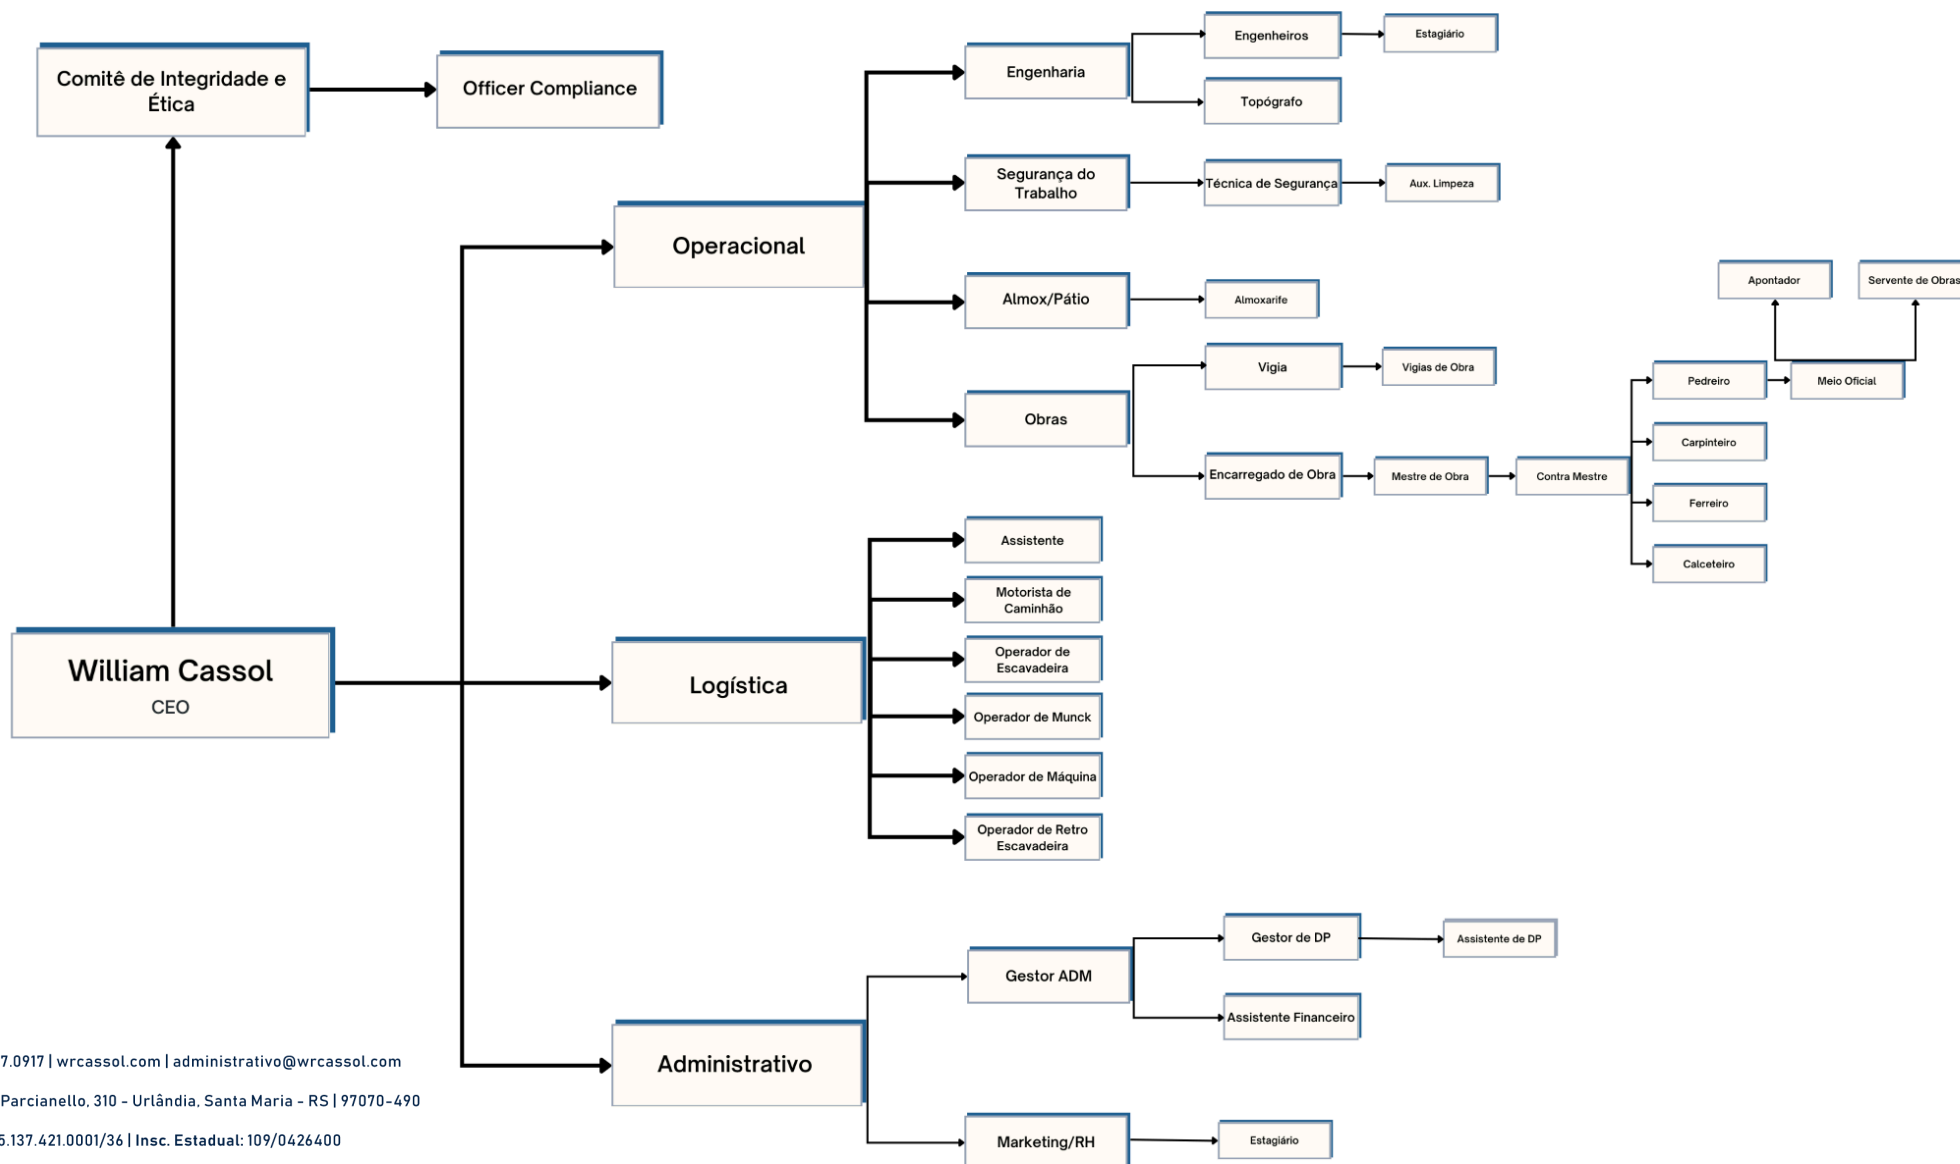 Comitê de Integridade e
Ética
Officer Compliance
William Cassol
CEO
Operacional
Engenharia
Engenheiros
Estagiário
Topógrafo
Segurança do
Trabalho
Técnica de Segurança
Aux. Limpeza
Almox/Pátio
Almoxarife
Obras
Vigia
Vigias de Obra
Encarregado de Obra
Mestre de Obra
Contra Mestre
Pedreiro
Meio Oficial
Apontador
Servente de Obras
Carpinteiro
Ferreiro
Calceteiro
Logística
Assistente
Motorista de
Caminhão
Operador de
Escavadeira
Operador de Munck
Operador de Máquina
Operador de Retro
Escavadeira
Administrativo
Gestor ADM
Gestor de DP
Assistente de DP
Assistente Financeiro
Marketing/RH
Estagiário
7.0917 | wrcassol.com | administrativo@wrcassol.com
Parcianello, 310 - Urlândia, Santa Maria - RS | 97070-490
5.137.421.0001/36 | Insc. Estadual: 109/0426400